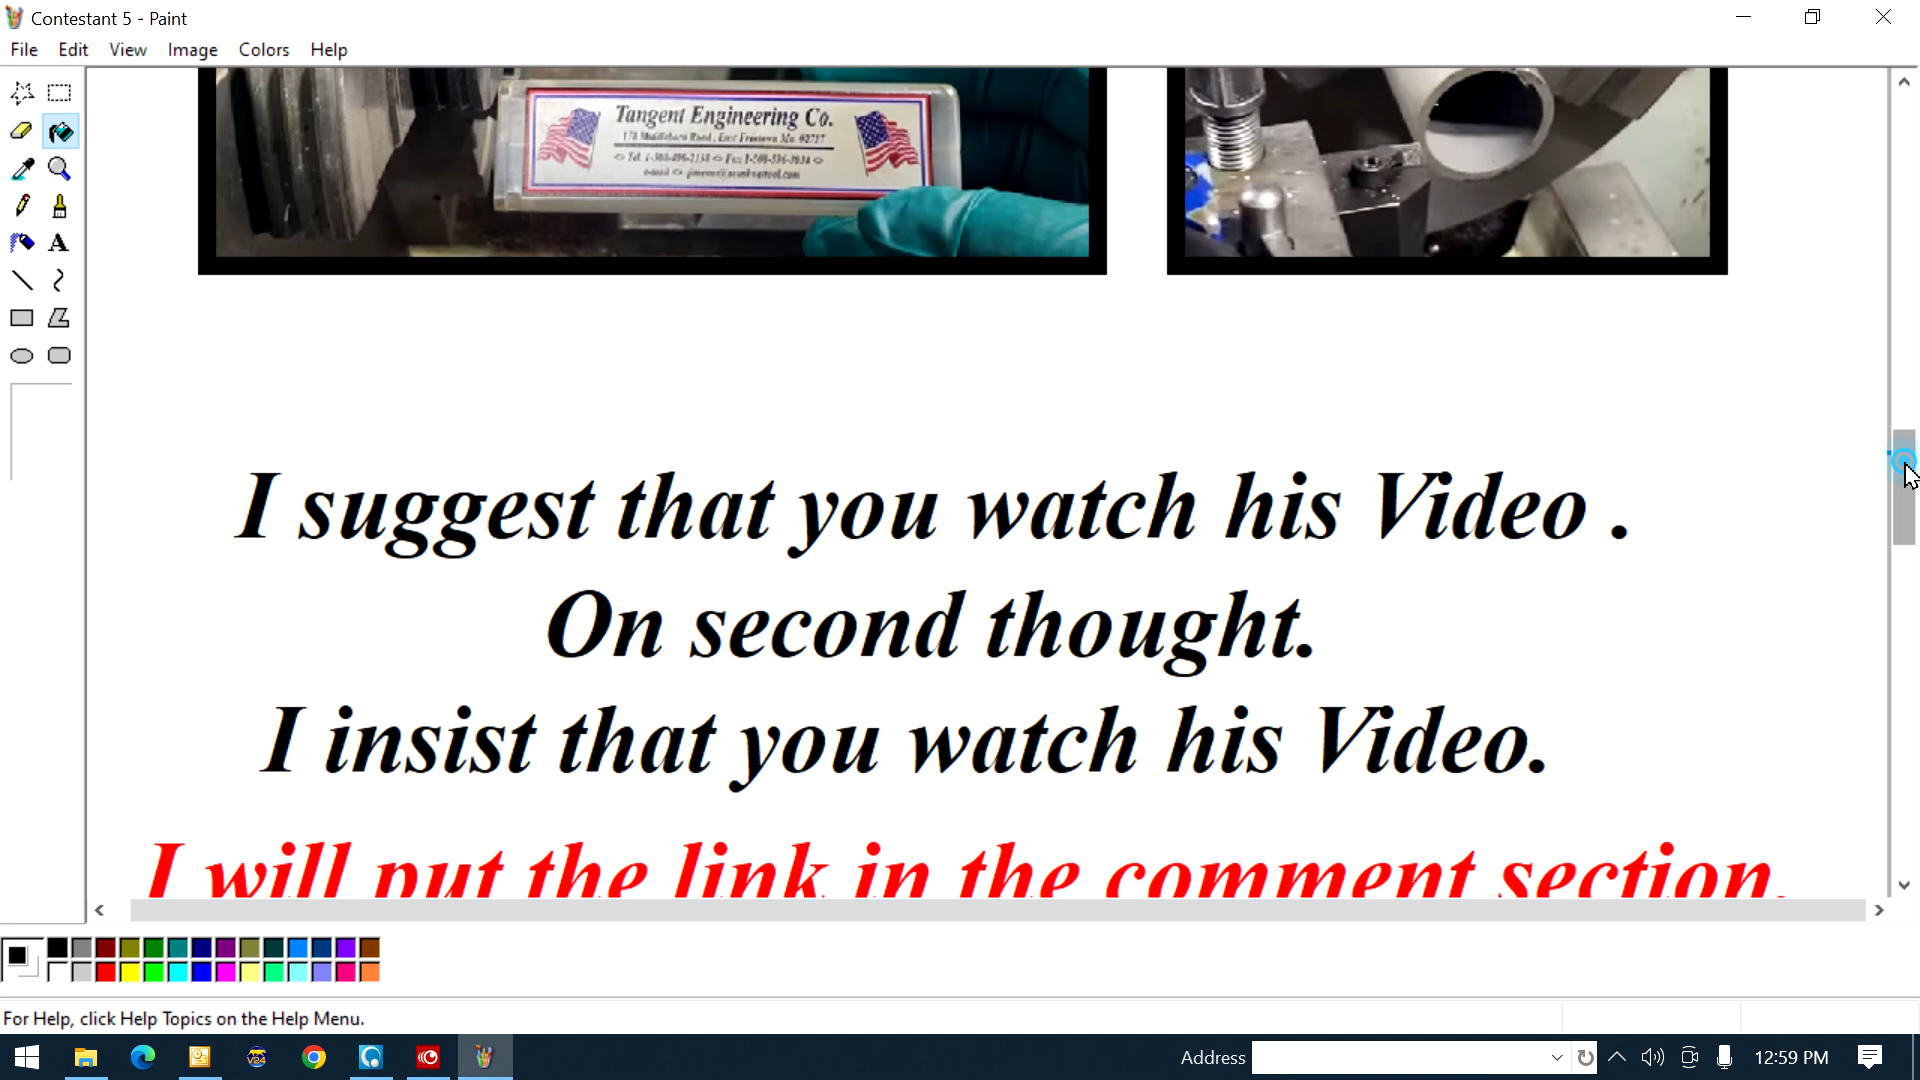 Contestant 5 - Paint
File Edit View Image Colors Help
Tangent Engineering Co.
I suggest that you watch his Video .
On second thought.
I insist that you watch his Video.
I will put the link in the comment section.
For Help, click Help Topics on the Help Menu.
V24
Address
12:59 PM